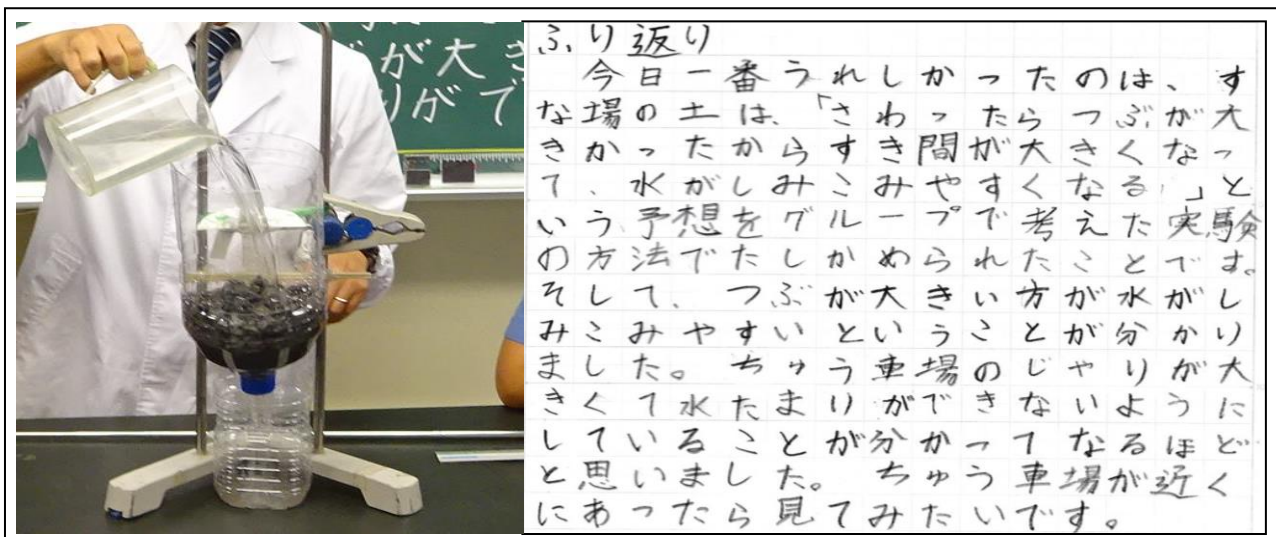 が大き
りがで
ふり返り
今日一番うれしかったのは、す
な場の土は、「さわったらつぶが大
きかったからすき間が大きくなっ
て、水がしみこみやすくなる。」と
いう予想をグループで考えた実験
の方法でたしかめられたことです。
そして、つぶが大きい方が水がし
みこみやすいということが分かり
ました。ちゅう車場のじゃりが大
きくて水たまりができないように
していることが分かってなるほど
と思いました。ちゅう車場が近く
にあったら見てみたいです。